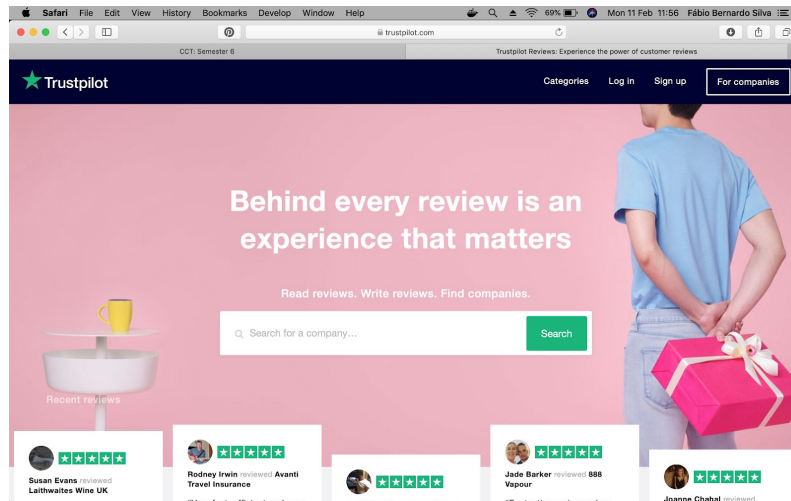 Safari File Edit View History Bookmarks Develop Window Help 69% Mon 11 Feb 11:56 Fábio Bernardo Silva
trustpilot.com
CCT: Semester 6 Trustpilot Reviews: Experience the power of customer reviews
Trustpilot Categories Log in Sign up For companies
Behind every review is an
experience that matters
Read reviews. Write reviews. Find companies.
Search for a company... Search
Recent reviews
Susan Evans reviewed
Laithwaites Wine UK
Rodney Irwin reviewed Avanti
Travel Insurance
Jade Barker reviewed 888
Vapour
Joanne Chahal reviewed